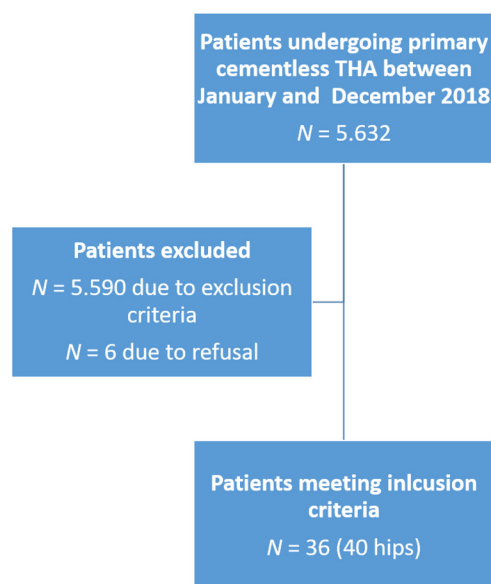 Patients undergoing primary
cementless THA between
January and December 2018
N = 5.632
Patients excluded
N = 5.590 due to exclusion
criteria
N = 6 due to refusal
Patients meeting inlcusion
criteria
N = 36 (40 hips)